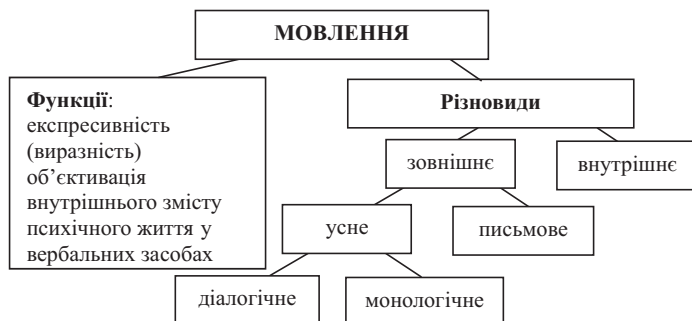 МОВЛЕННЯ
Функції:
експресивність
(виразність)
об’єктивація
внутрішнього змісту
психічного життя у
вербальних засобах
Різновиди
зовнішнє
внутрішнє
усне
письмове
діалогічне
монологічне